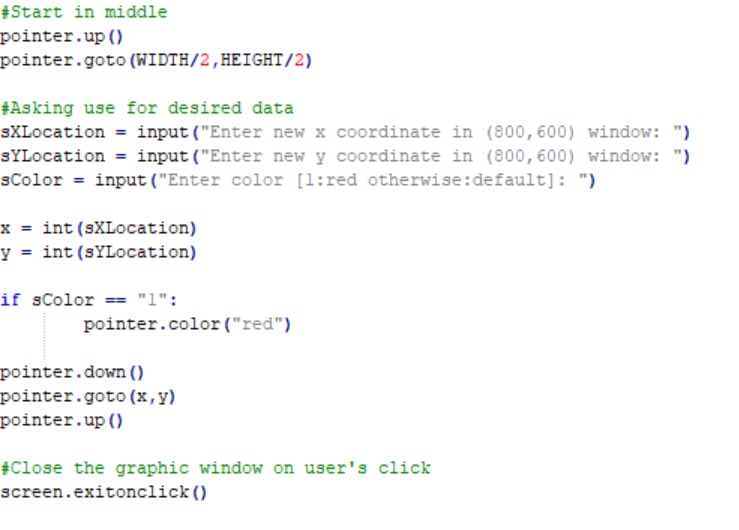 #Start in middle
pointer.up()
pointer.goto(WIDTH/2,HEIGHT/2)
#Asking use for desired data
sXLocation = input("Enter new x coordinate in (800,600) window: ")
sYLocation = input("Enter new y coordinate in (800,600) window: ")
sColor = input("Enter color [1:red otherwise:default]: ")
x = int(sXLocation)
y = int(sYLocation)
if sColor == "1":
pointer.color("red")
pointer.down()
pointer.goto(x,y)
pointer.up()
#Close the graphic window on user's click
screen.exitonclick()